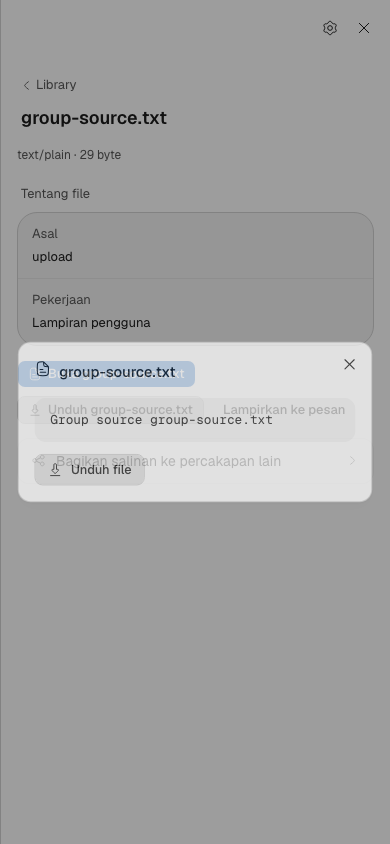 Library
group-source.txt
text/plain · 29 byte
Tentang file
Asal
upload
Pekerjaan
Lampiran pengguna
group-source.txt
Unduh group-source.txt
Lampirkan ke pesan
Group source group-source.txt
Bagikan salinan ke percakapan lain
Unduh file